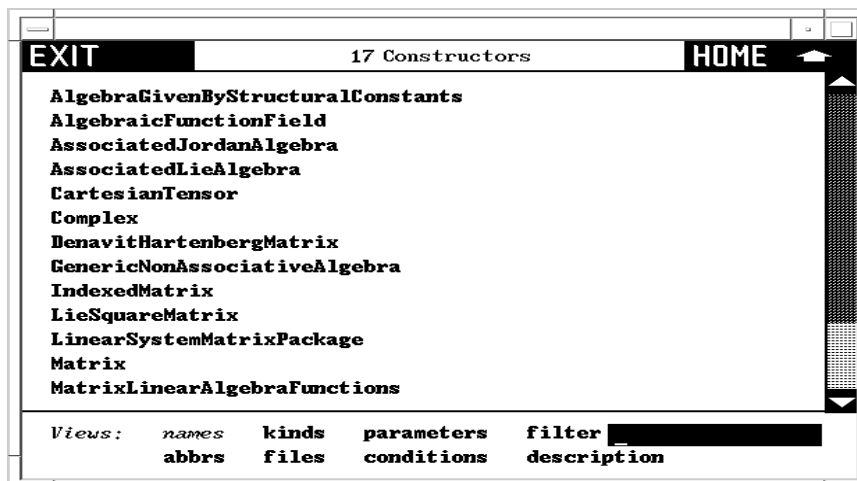 EXIT 17 Constructors HOME
AlgebraGivenByStructuralConstants
AlgebraicFunctionField
AssociatedJordanAlgebra
AssociatedLieAlgebra
CartesianTensor
Complex
DenavitHartenbergMatrix
GenericNonAssociativeAlgebra
IndexedMatrix
LieSquareMatrix
LinearSystemMatrixPackage
Matrix
MatrixLinearAlgebraFunctions
Views: names kinds parameters filter
abbrs files conditions description